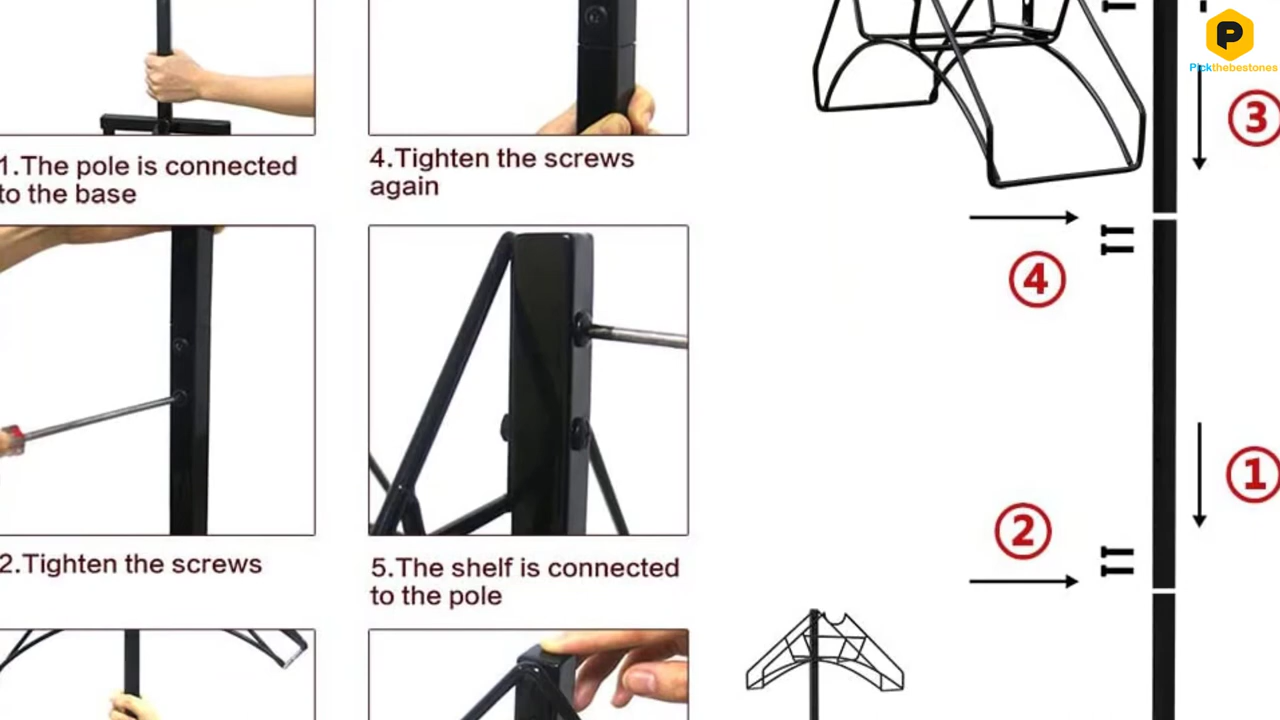 P
Pickthebestones
1.The pole is connected
to the base
4.Tighten the screws
again
2.Tighten the screws
5.The shelf is connected
to the pole
3
4
1
2